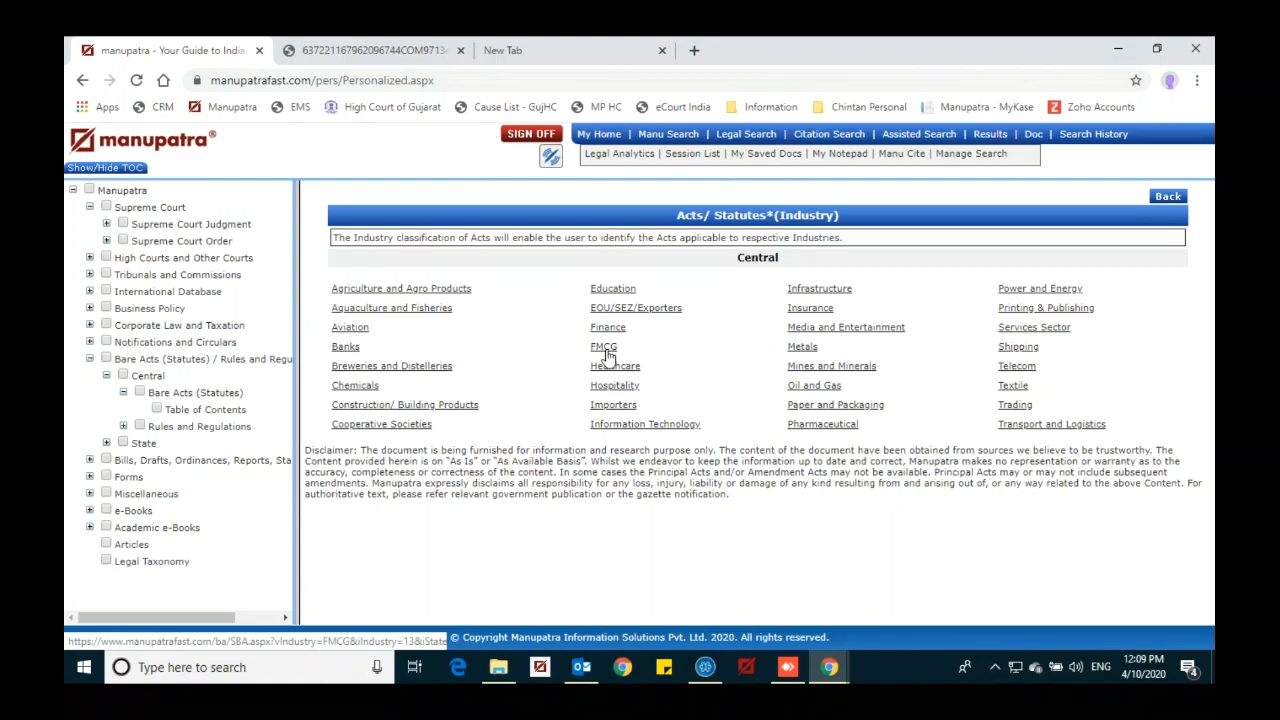 manupatra - Your Guide to India
637221167962096744COM9713
New Tab
manupatrafast.com/pers/Personalized.aspx
Apps CRM Manupatra EMS High Court of Gujarat Cause List - GujHC MP HC eCourt India Information Chintan Personal Manupatra - MyKase Zoho Accounts
manupatra®
SIGN OFF
My Home | Manu Search | Legal Search | Citation Search | Assisted Search | Results | Doc | Search History
Legal Analytics | Session List | My Saved Docs | My Notepad | Manu Cite | Manage Search
Show/Hide TOC
Manupatra
Supreme Court
Supreme Court Judgment
Supreme Court Order
High Courts and Other Courts
Tribunals and Commissions
International Database
Business Policy
Corporate Law and Taxation
Notifications and Circulars
Bare Acts (Statutes) / Rules and Regu
Central
Bare Acts (Statutes)
Table of Contents
Rules and Regulations
State
Bills, Drafts, Ordinances, Reports, Sta
Forms
Miscellaneous
e-Books
Academic e-Books
Articles
Legal Taxonomy
Back
Acts/ Statutes*(Industry)
The Industry classification of Acts will enable the user to identify the Acts applicable to respective Industries.
Central
Agriculture and Agro Products Education Infrastructure Power and Energy
Aquaculture and Fisheries EOU/SEZ/Exporters Insurance Printing & Publishing
Aviation Finance Media and Entertainment Services Sector
Banks FMCG Metals Shipping
Breweries and Distelleries Healthcare Mines and Minerals Telecom
Chemicals Hospitality Oil and Gas Textile
Construction/ Building Products Importers Paper and Packaging Trading
Cooperative Societies Information Technology Pharmaceutical Transport and Logistics
Disclaimer: The document is being furnished for information and research purpose only. The content of the document have been obtained from sources we believe to be trustworthy. The
Content provided herein is on "As Is" or "As Available Basis". Whilst we endeavor to keep the information up to date and correct, Manupatra makes no representation or warranty as to the
accuracy, completeness or correctness of the content. In some cases the Principal Acts and/or Amendment Acts may not be available. Principal Acts may or may not include subsequent
amendments. Manupatra expressly disclaims all responsibility for any loss, injury, liability or damage of any kind resulting from and arising out of, or any way related to the above Content. For
authoritative text, please refer relevant government publication or the gazette notification.
https://www.manupatrafast.com/ba/SBA.aspx?vIndustry=FMCG&iIndustry=13&iState
© Copyright Manupatra Information Solutions Pvt. Ltd. 2020. All rights reserved.
Type here to search
ENG
12:09 PM
4/10/2020
4